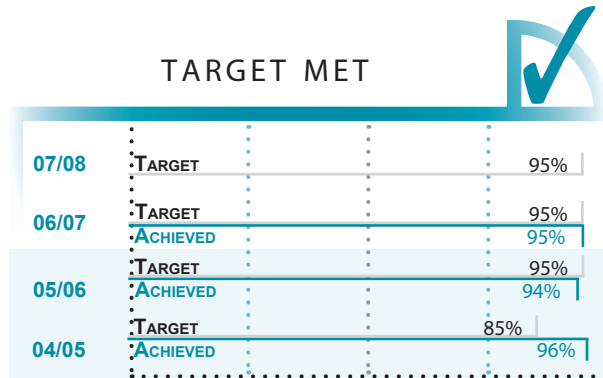 TARGET MET
07/08 TARGET 95%
06/07 TARGET 95%
ACHIEVED 95%
05/06 TARGET 95%
ACHIEVED 94%
04/05 TARGET 85%
ACHIEVED 96%